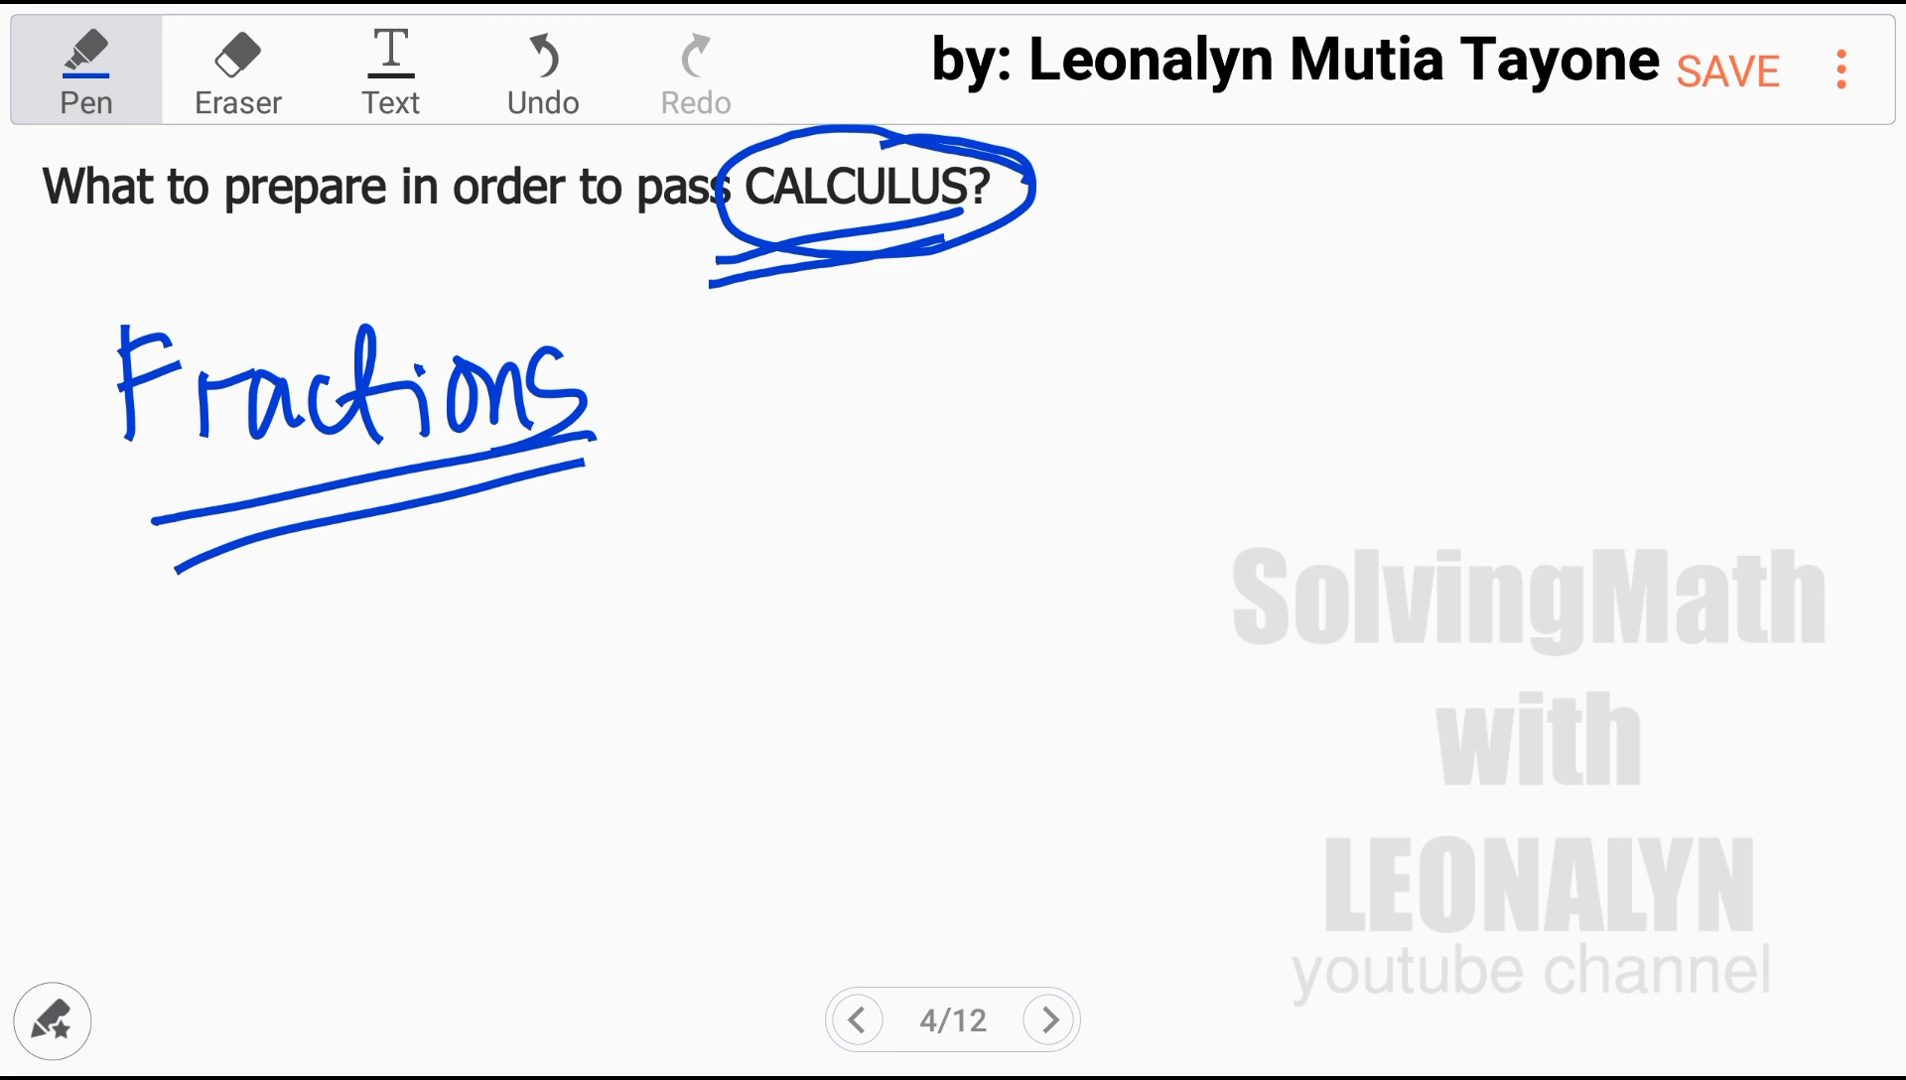 by: Leonalyn Mutia Tayone SAVE
Pen Eraser Text Undo Redo
What to prepare in order to pass CALCULUS?
Fractions
SolvingMath
with
LEONALYN
youtube channel
4/12